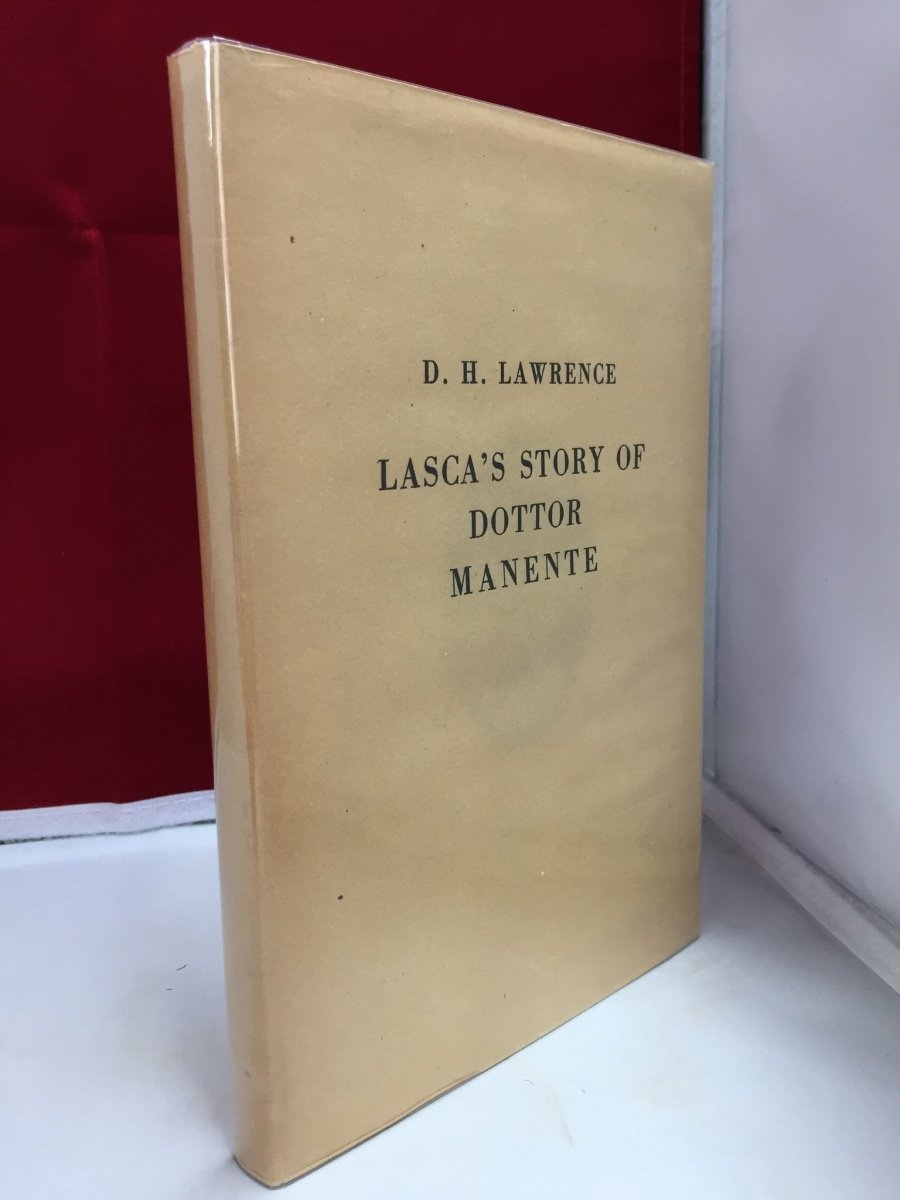 D. H. LAWRENCE
LASCA'S STORY OF
DOTTOR
MANENTE